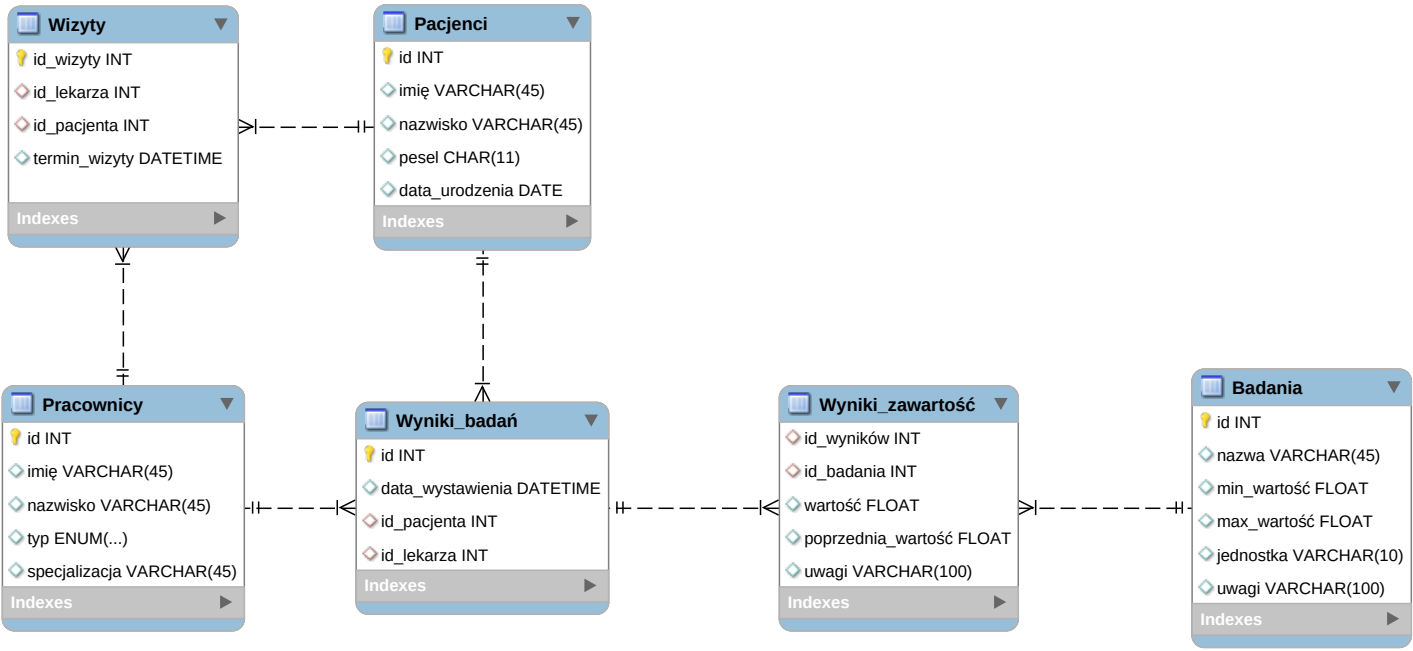 Wizyty
id_wizyty INT
id_lekarza INT
id_pacjenta INT
termin_wizyty DATETIME
Indexes
Pacjenci
id INT
imię VARCHAR(45)
nazwisko VARCHAR(45)
pesel CHAR(11)
data_urodzenia DATE
Indexes
Pracownicy
id INT
imię VARCHAR(45)
nazwisko VARCHAR(45)
typ ENUM(...)
specjalizacja VARCHAR(45)
Indexes
Wyniki_badań
id INT
data_wystawienia DATETIME
id_pacjenta INT
id_lekarza INT
Indexes
Wyniki_zawartość
id_wyników INT
id_badania INT
wartość FLOAT
poprzednia_wartość FLOAT
uwagi VARCHAR(100)
Indexes
Badania
id INT
nazwa VARCHAR(45)
min_wartość FLOAT
max_wartość FLOAT
jednostka VARCHAR(10)
uwagi VARCHAR(100)
Indexes